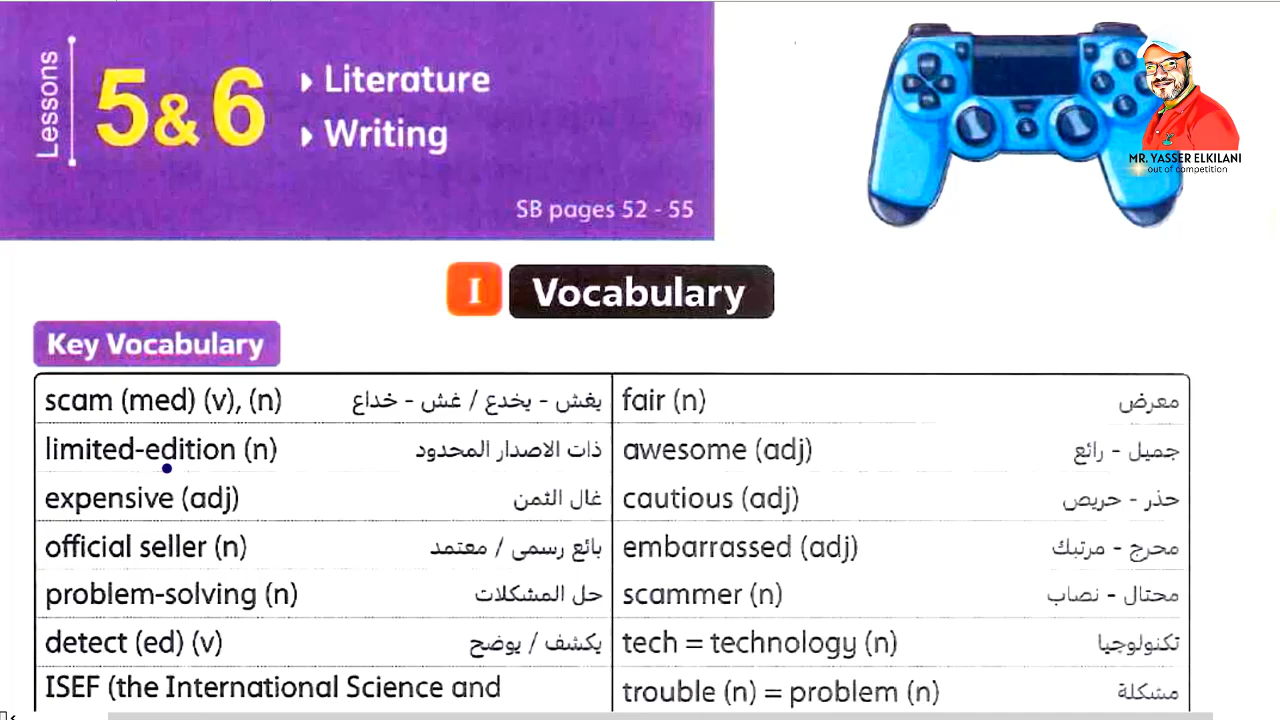 Lessons
5 & 6
Literature
Writing
SB pages 52 - 55
MR. YASSER ELKILANI
out of competition
I Vocabulary
Key Vocabulary
scam (med) (v), (n) يغش - يخدع / غش - خداع
fair (n) معرض
limited-edition (n) ذات الاصدار المحدود
awesome (adj) جميل - رائع
expensive (adj) غال الثمن
cautious (adj) حذر - حريص
official seller (n) بائع رسمى / معتمد
embarrassed (adj) محرج - مرتبك
problem-solving (n) حل المشكلات
scammer (n) محتال - نصاب
detect (ed) (v) يكشف / يوضح
tech = technology (n) تكنولوجيا
ISEF (the International Science and
trouble (n) = problem (n) مشكلة